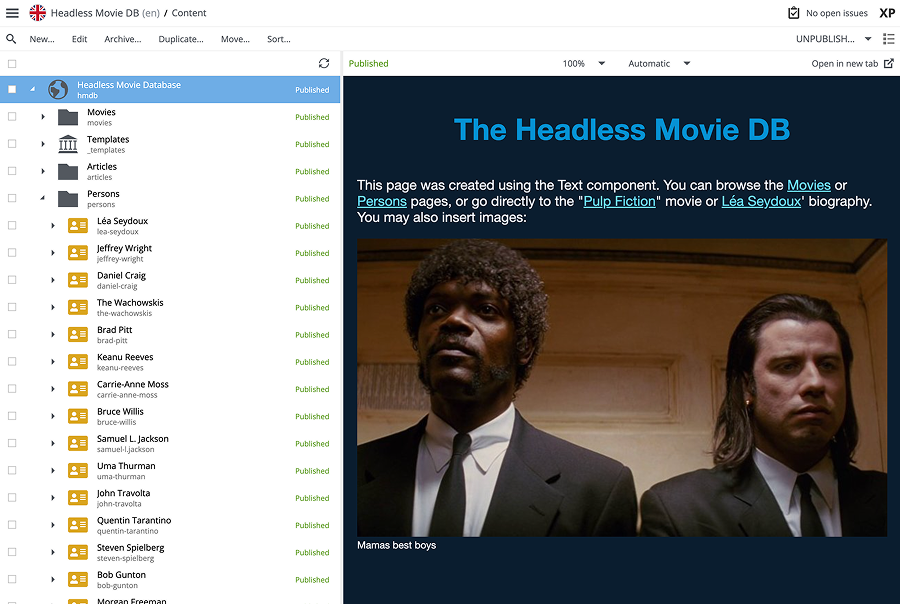 Headless Movie DB (en) / Content
No open issues
XP
New...
Edit
Archive...
Duplicate...
Move...
Sort...
UNPUBLISH...
Published
100%
Automatic
Open in new tab
Headless Movie Database
hmdb
Published
Movies
movies
Published
Templates
_templates
Published
Articles
articles
Published
Persons
persons
Published
Léa Seydoux
lea-seydoux
Published
Jeffrey Wright
jeffrey-wright
Published
Daniel Craig
daniel-craig
Published
The Wachowskis
the-wachowskis
Published
Brad Pitt
brad-pitt
Published
Keanu Reeves
keanu-reeves
Published
Carrie-Anne Moss
carrie-anne-moss
Published
Bruce Willis
bruce-willis
Published
Samuel L. Jackson
samuel-l.jackson
Published
Uma Thurman
uma-thurman
Published
John Travolta
john-travolta
Published
Quentin Tarantino
quentin-tarantino
Published
Steven Spielberg
steven-spielberg
Published
Bob Gunton
bob-gunton
Published
Morgan Freeman
The Headless Movie DB
This page was created using the Text component. You can browse the Movies or
Persons pages, or go directly to the "Pulp Fiction" movie or Léa Seydoux' biography.
You may also insert images:
Mamas best boys